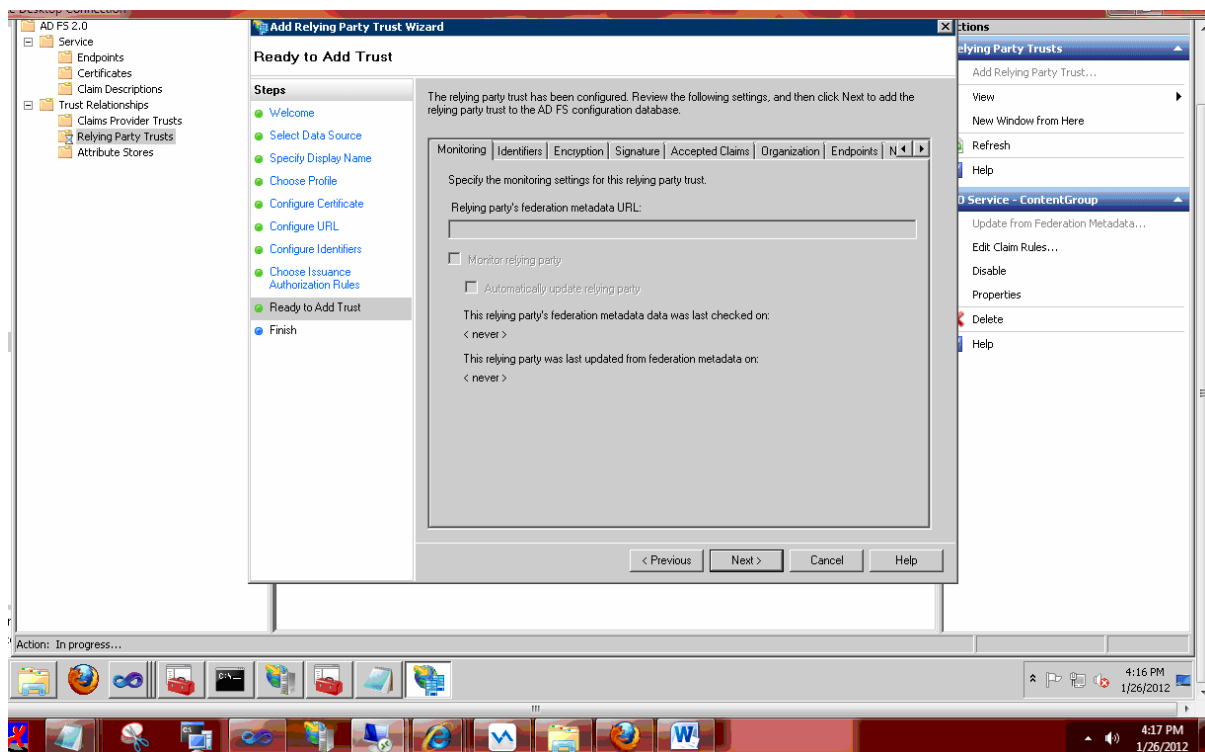 Desktop Connection
AD FS 2.0
Service
Endpoints
Certificates
Claim Descriptions
Trust Relationships
Claims Provider Trusts
Relying Party Trusts
Attribute Stores
Add Relying Party Trust Wizard
Ready to Add Trust
Steps
Welcome
Select Data Source
Specify Display Name
Choose Profile
Configure Certificate
Configure URL
Configure Identifiers
Choose Issuance
Authorization Rules
Ready to Add Trust
Finish
The relying party trust has been configured. Review the following settings, and then click Next to add the
relying party trust to the AD FS configuration database.
Monitoring Identifiers Encryption Signature Accepted Claims Organization Endpoints N
Specify the monitoring settings for this relying party trust.
Relying party's federation metadata URL:
Monitor relying party
Automatically update relying party
This relying party's federation metadata data was last checked on:
< never >
This relying party was last updated from federation metadata on:
< never >
< Previous Next > Cancel Help
ctions
elying Party Trusts
Add Relying Party Trust...
View
New Window from Here
Refresh
Help
D Service - ContentGroup
Update from Federation Metadata...
Edit Claim Rules...
Disable
Properties
Delete
Help
Action: In progress...
4:16 PM
1/26/2012
4:17 PM
1/26/2012